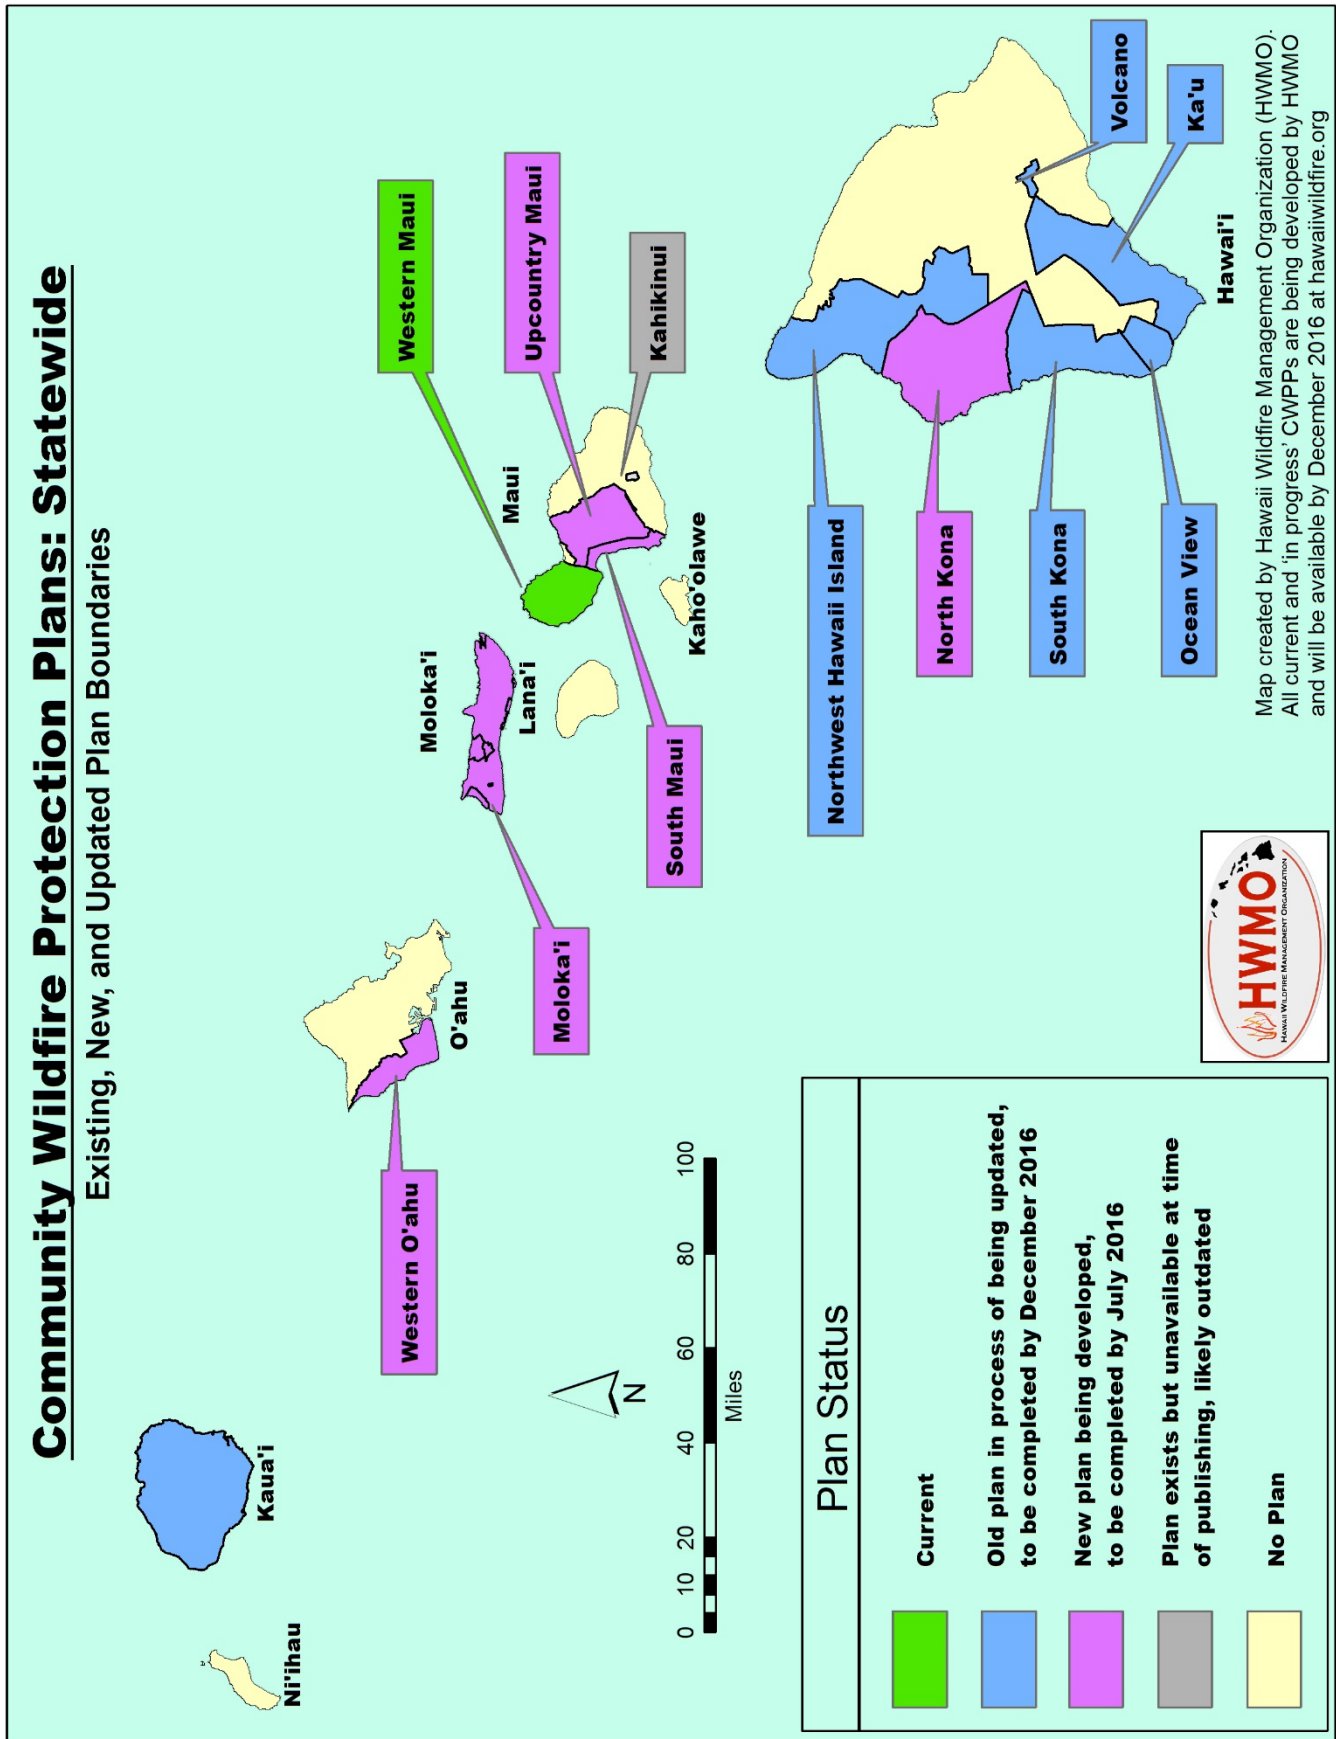 Community Wildfire Protection Plans: Statewide
Existing, New, and Updated Plan Boundaries
Ni'ihau
Kaua'i
Western O'ahu
O'ahu
Moloka'i
Moloka'i
Lana'i
Maui
Western Maui
Upcountry Maui
Kahikinui
South Maui
Kaho'olawe
N
0 10 20 40 60 80 100
Miles
Northwest Hawaii Island
North Kona
South Kona
Ocean View
Volcano
Ka'u
Hawai'i
Plan Status
Current
Old plan in process of being updated,
to be completed by December 2016
New plan being developed,
to be completed by July 2016
Plan exists but unavailable at time
of publishing, likely outdated
No Plan
HWMO
HAWAII WILDFIRE MANAGEMENT ORGANIZATION
Map created by Hawaii Wildfire Management Organization (HWMO).
All current and 'in progress' CWPPs are being developed by HWMO
and will be available by December 2016 at hawaiiwildfire.org